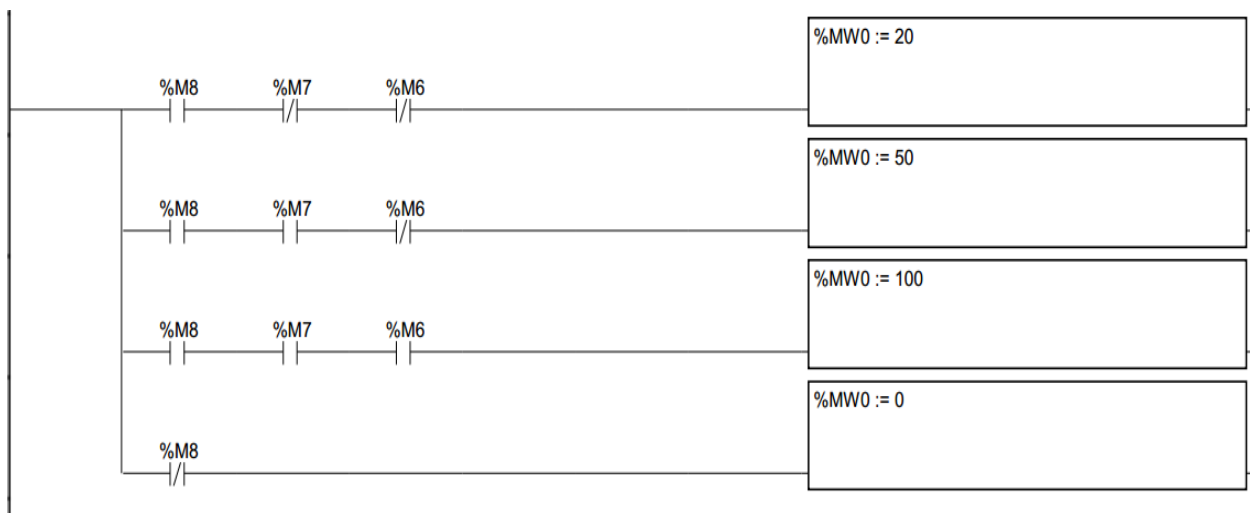 %MW0 := 20
%M8 %M7 %M6
%MW0 := 50
%M8 %M7 %M6
%MW0 := 100
%M8 %M7 %M6
%MW0 := 0
%M8